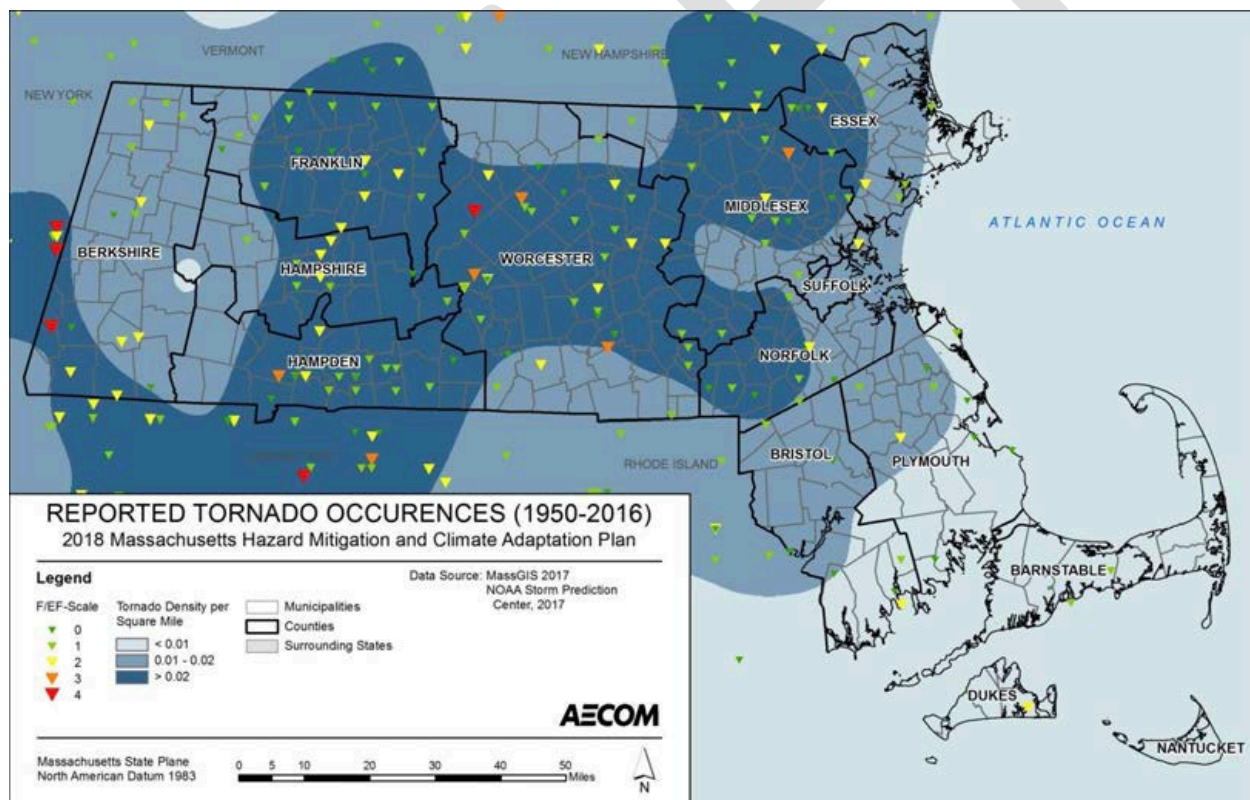 VERMONT
NEW HAMPSHIRE
NEW YORK
ESSEX
FRANKLIN
MIDDLESEX
ATLANTIC OCEAN
BERKSHIRE
HAMPSHIRE
WORCESTER
SUFFOLK
HAMPDEN
NORFOLK
BRISTOL
PLYMOUTH
RHODE ISLAND
BARNSTABLE
DUKES
NANTUCKET
REPORTED TORNADO OCCURENCES (1950-2016)
2018 Massachusetts Hazard Mitigation and Climate Adaptation Plan
Legend
Data Source: MassGIS 2017
NOAA Storm Prediction
Center, 2017
F/EF-Scale
0
1
2
3
4
Tornado Density per
Square Mile
< 0.01
0.01 - 0.02
> 0.02
Municipalities
Counties
Surrounding States
AECOM
Massachusetts State Plane
North American Datum 1983
0 5 10 20 30 40 50
Miles
N